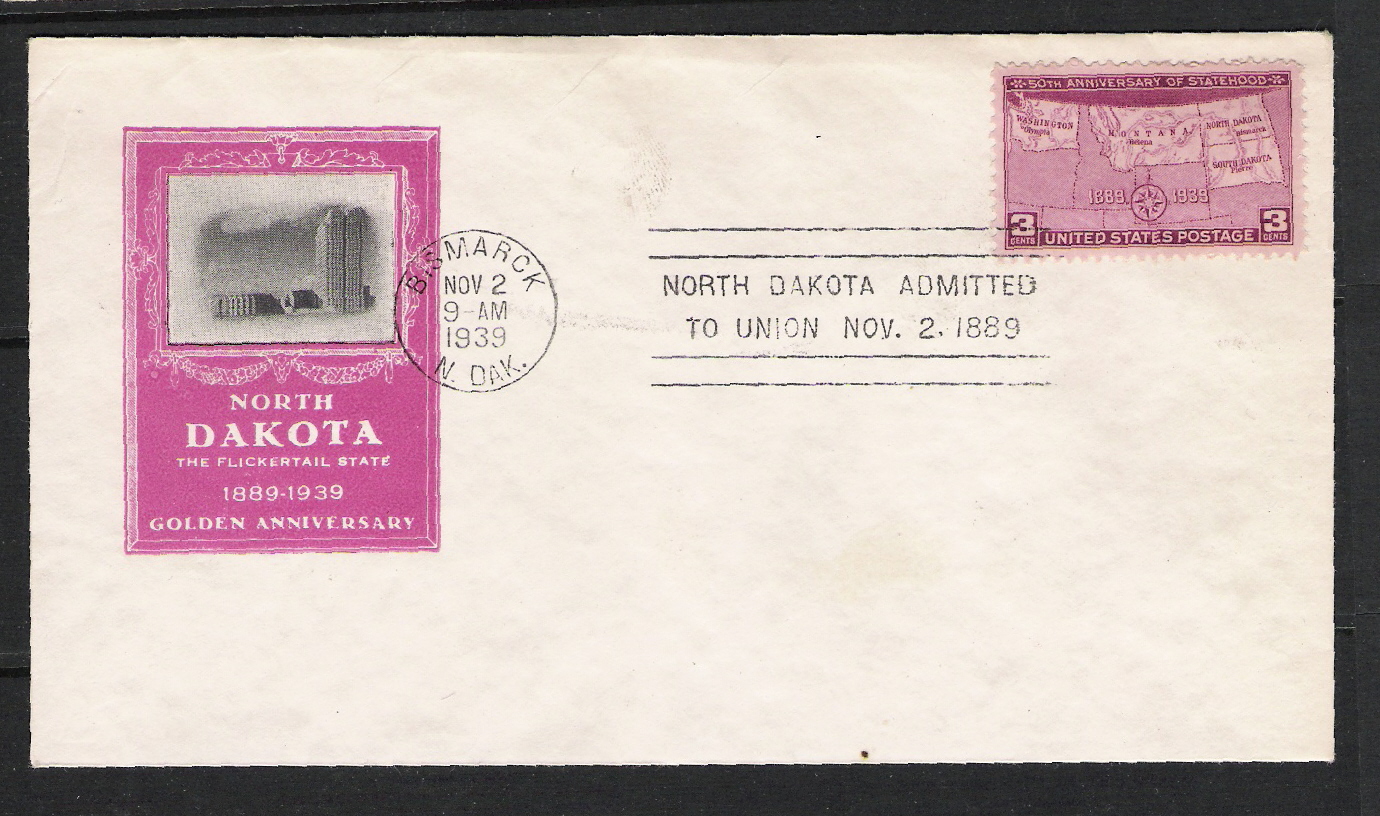 NORTH
DAKOTA
THE FLICKERTAIL STATE
1889-1939
GOLDEN ANNIVERSARY
BISMARCK
NOV 2
9-AM
1939
N. DAK.
NORTH DAKOTA ADMITTED
TO UNION NOV. 2, 1889
50TH ANNIVERSARY OF STATEHOOD
WASHINGTON
Olympia
MONTANA
Helena
NORTH DAKOTA
Bismarck
SOUTH DAKOTA
Pierre
1889 1939
3 CENTS
UNITED STATES POSTAGE
3 CENTS